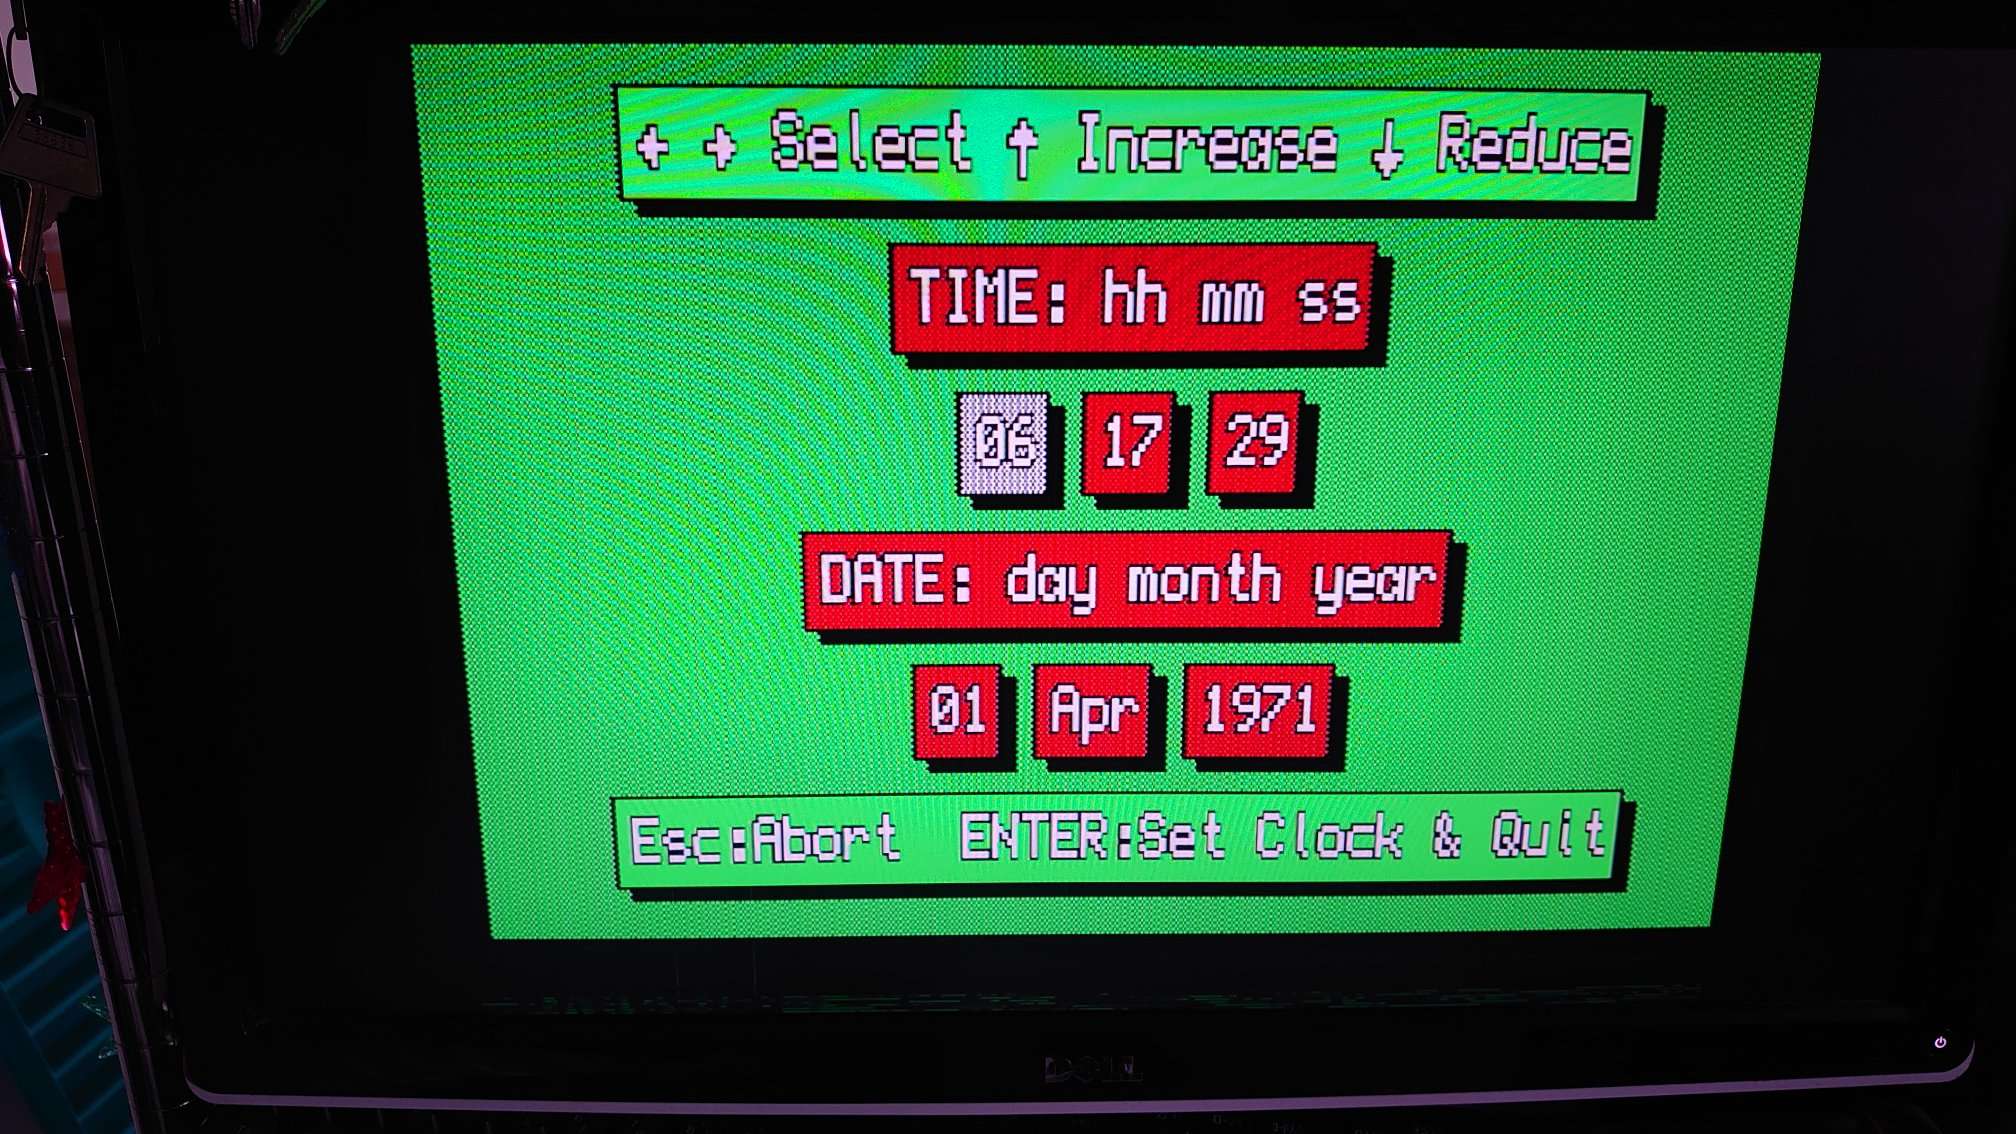 ← → Select ↑ Increase ↓ Reduce
TIME: hh mm ss
06 17 29
DATE: day month year
01 Apr 1971
Esc:Abort ENTER:Set Clock & Quit
DELL